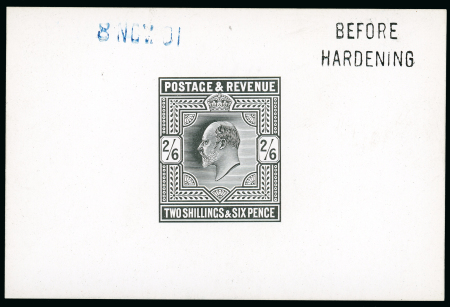 8 NOV 01
BEFORE
HARDENING
POSTAGE & REVENUE
2/6 2/6
TWO SHILLINGS & SIX PENCE